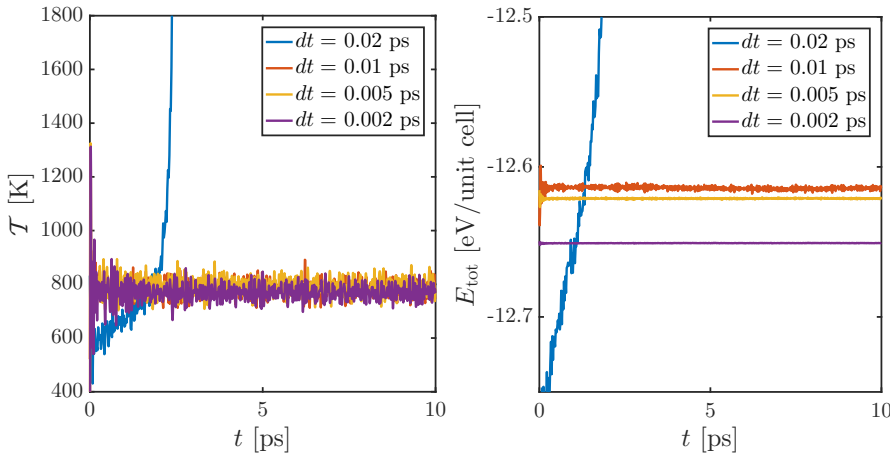 1800
1600
1400
1200
1000
800
600
400
0
5
10
𝒯 [K]
t [ps]
dt = 0.02 ps
dt = 0.01 ps
dt = 0.005 ps
dt = 0.002 ps
-12.5
-12.6
-12.7
0
5
10
E_tot [eV/unit cell]
t [ps]
dt = 0.02 ps
dt = 0.01 ps
dt = 0.005 ps
dt = 0.002 ps